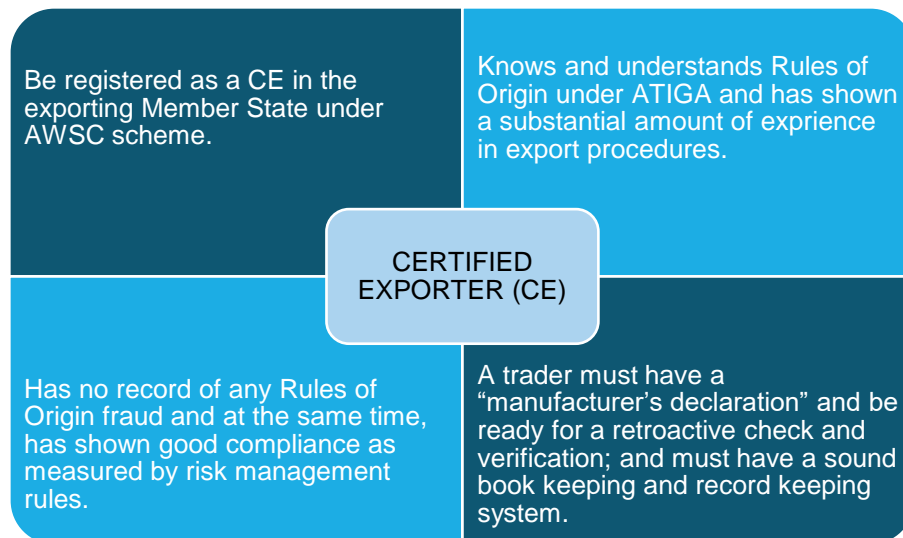 Be registered as a CE in the
exporting Member State under
AWSC scheme.
Knows and understands Rules of
Origin under ATIGA and has shown
a substantial amount of exprience
in export procedures.
CERTIFIED
EXPORTER (CE)
Has no record of any Rules of
Origin fraud and at the same time,
has shown good compliance as
measured by risk management
rules.
A trader must have a
“manufacturer’s declaration” and be
ready for a retroactive check and
verification; and must have a sound
book keeping and record keeping
system.